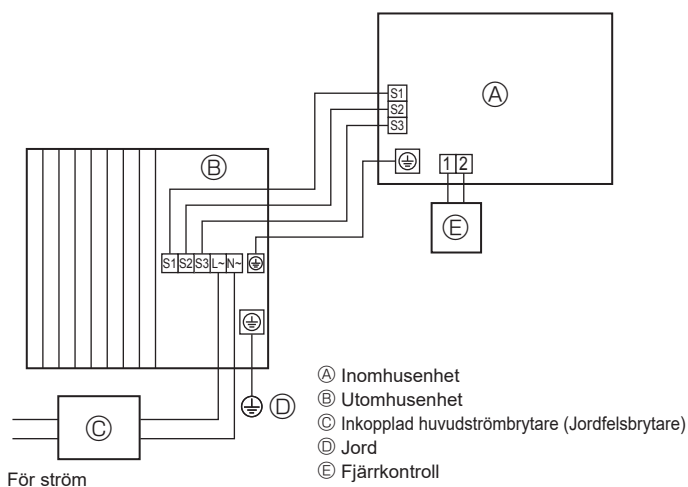 S1
S2
S3
Ⓐ
1 2
Ⓑ
Ⓔ
S1 S2 S3 L~ N~
Ⓒ
Ⓓ
För ström
Ⓐ Inomhusenhet
Ⓑ Utomhusenhet
Ⓒ Inkopplad huvudströmbrytare (Jordfelsbrytare)
Ⓓ Jord
Ⓔ Fjärrkontroll